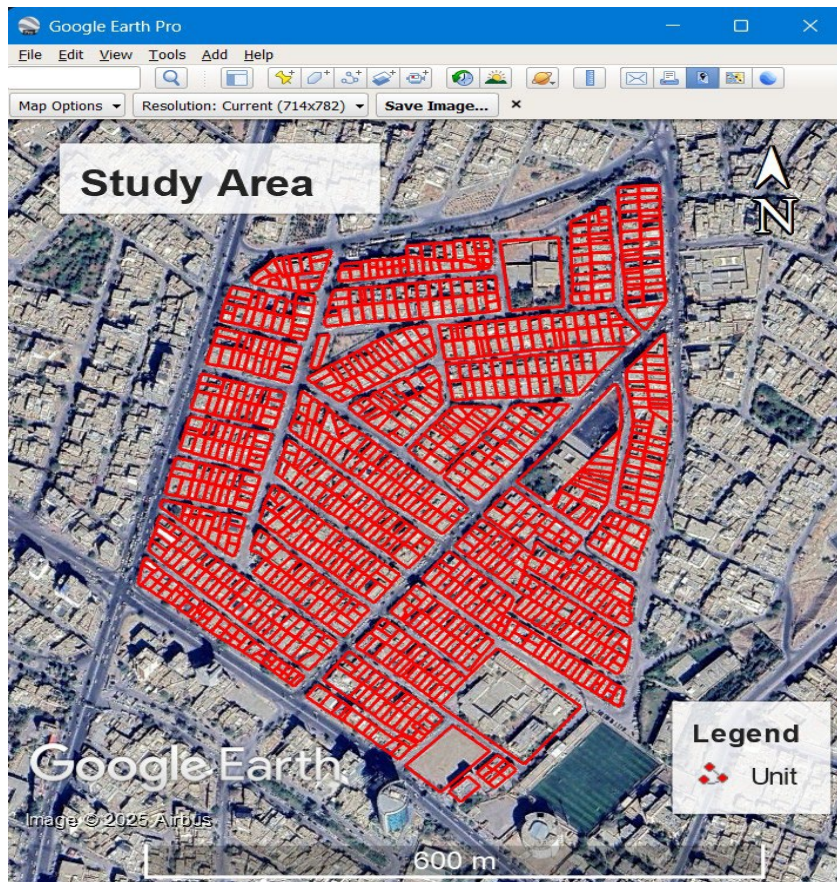 Google Earth Pro
File Edit View Tools Add Help
Map Options Resolution: Current (714x782) Save Image...
Study Area
N
Legend
Unit
Google Earth
Image © 2025 Airbus
600 m